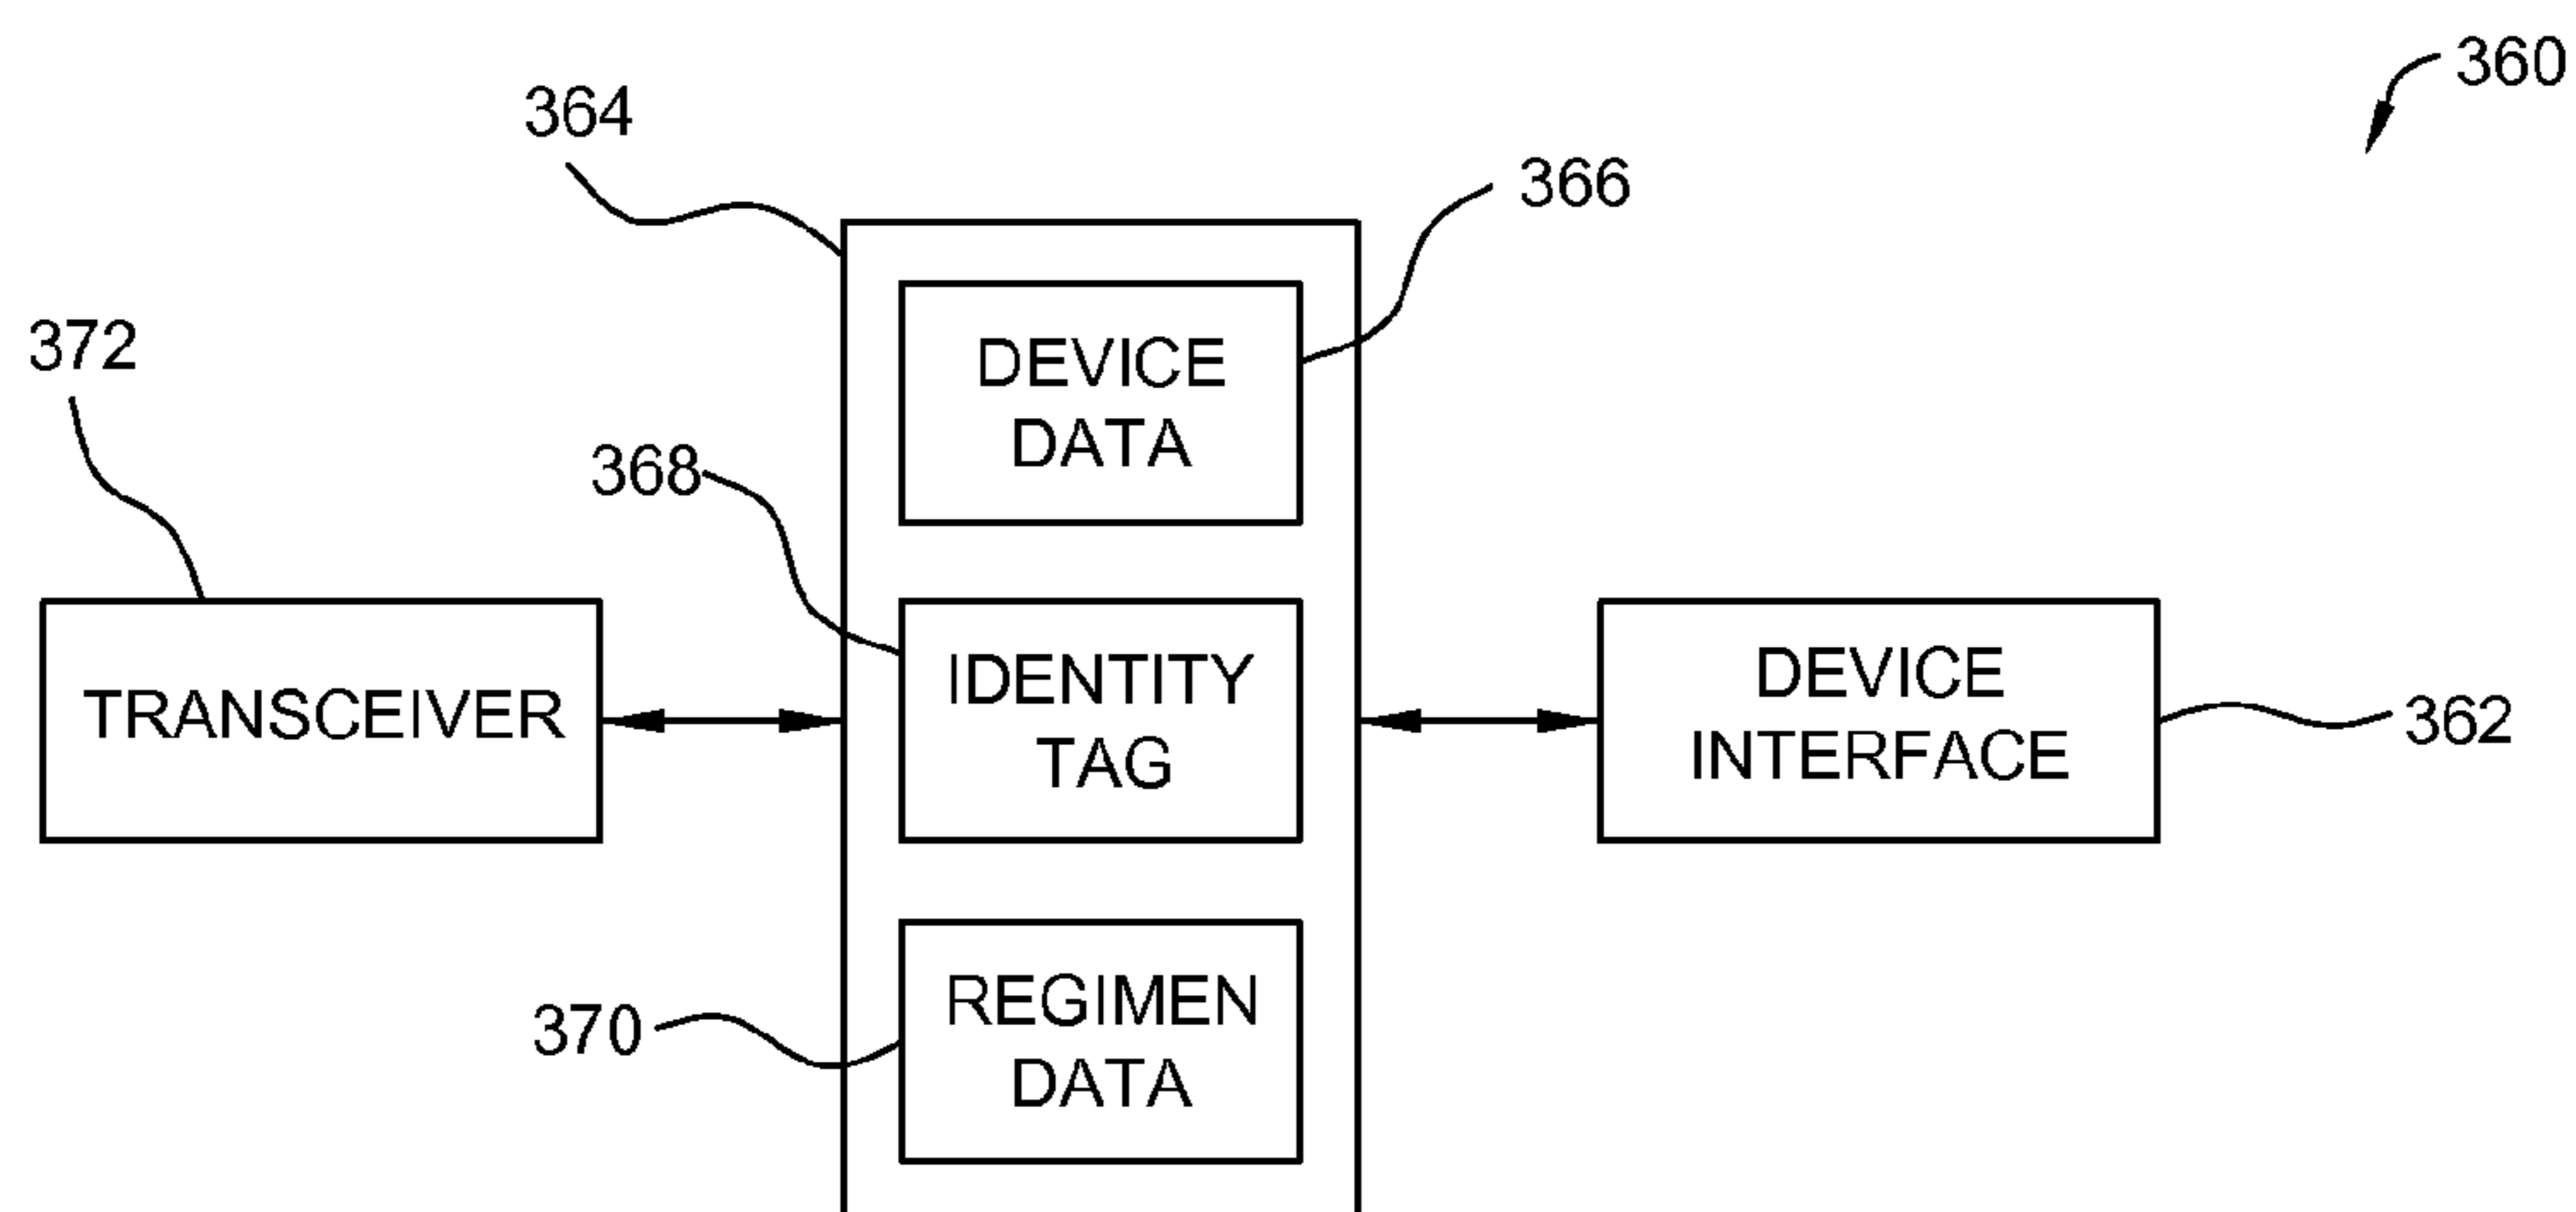 360
364
366
DEVICE
DATA
372
368
IDENTITY
TAG
TRANSCEIVER
DEVICE
INTERFACE
362
REGIMEN
DATA
370